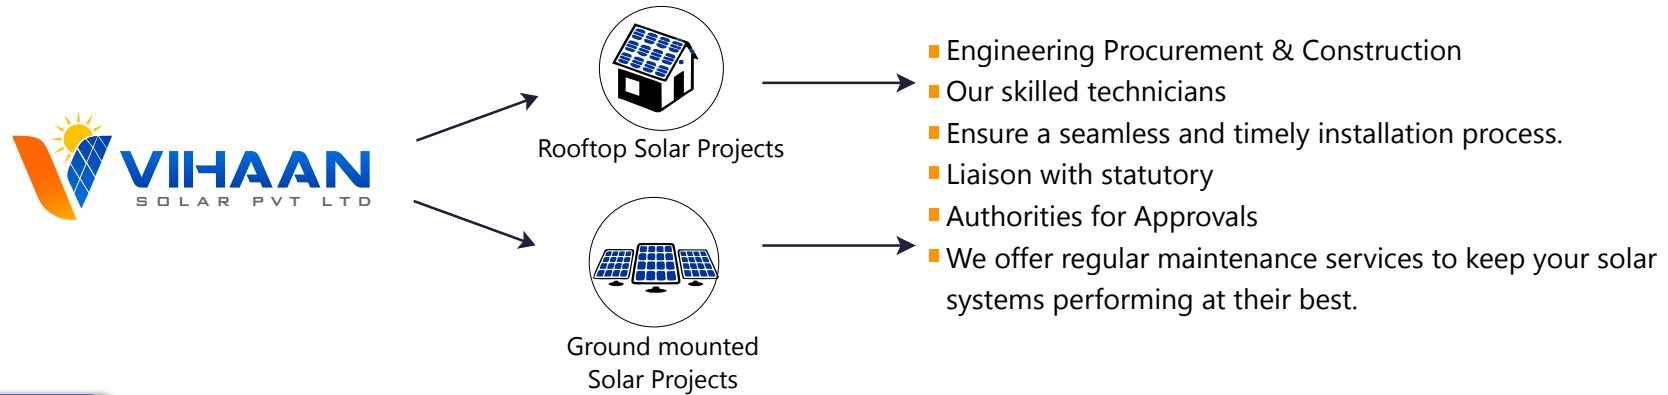 VIHAAN
SOLAR PVT LTD
Rooftop Solar Projects
Ground mounted
Solar Projects
Engineering Procurement & Construction
Our skilled technicians
Ensure a seamless and timely installation process.
Liaison with statutory
Authorities for Approvals
We offer regular maintenance services to keep your solar
systems performing at their best.